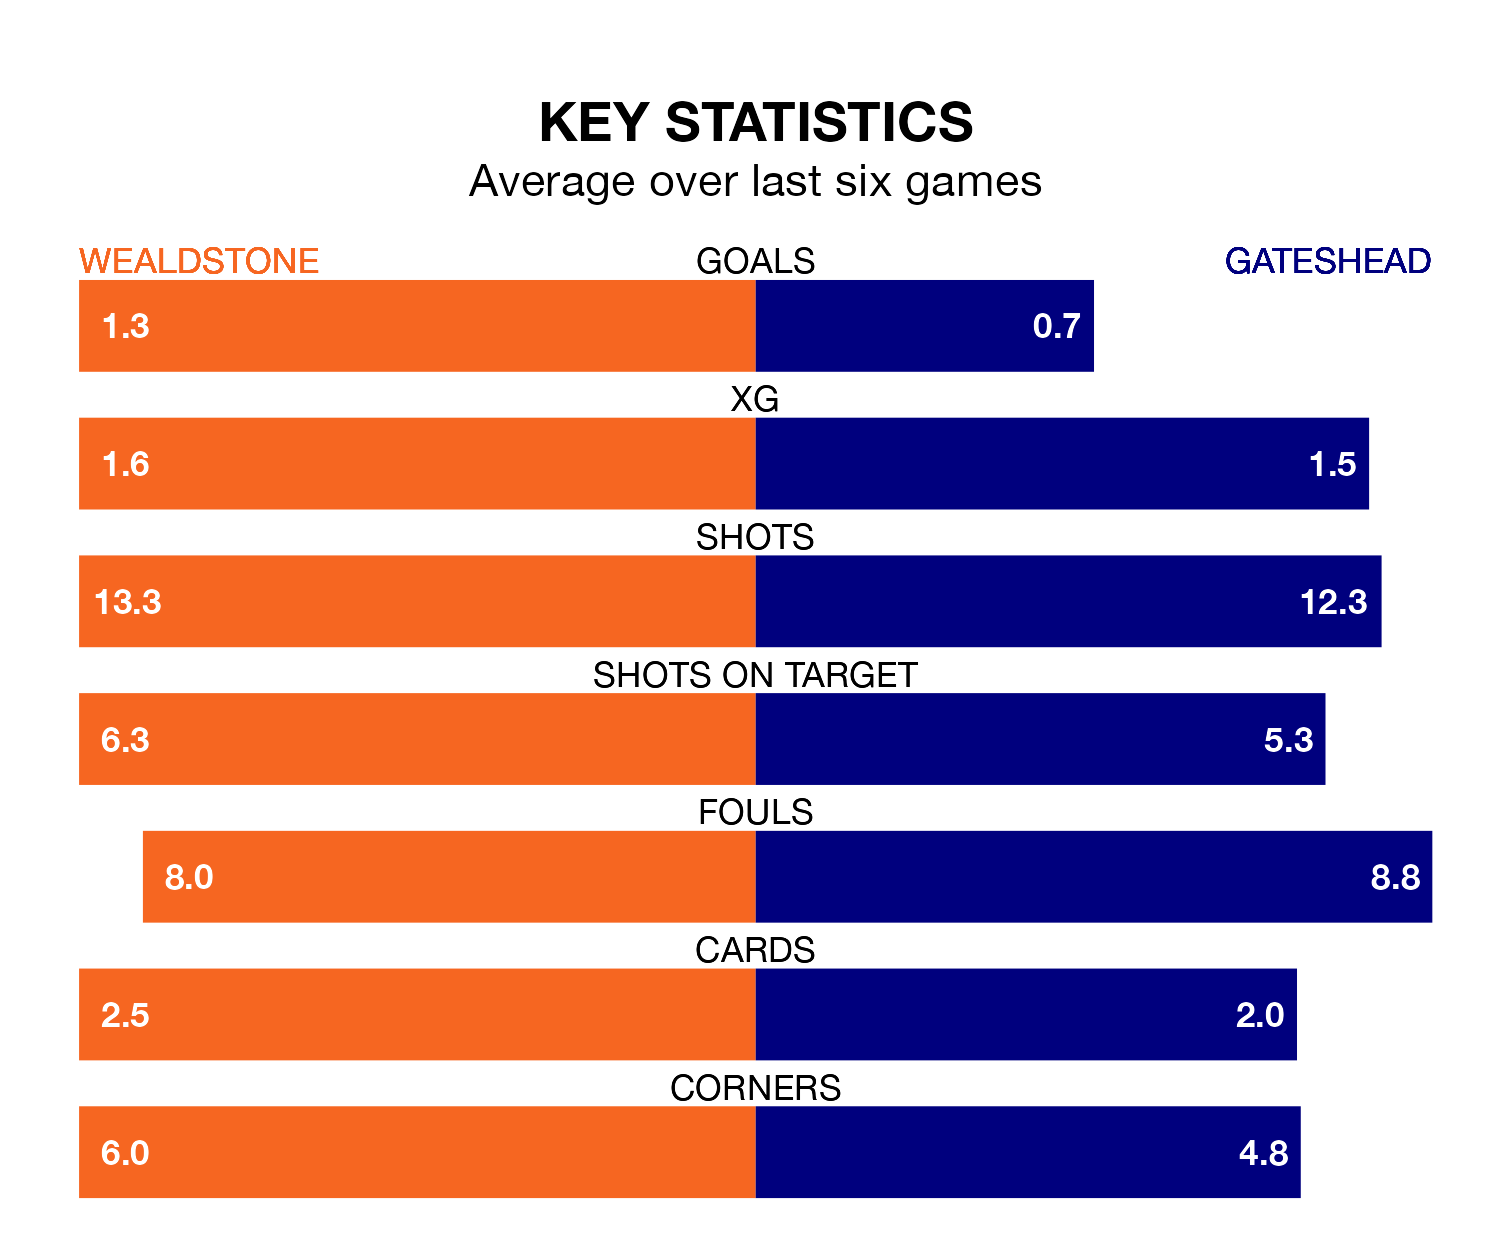 KEY STATISTICS
Average over last six games
WEALDSTONE GOALS GATESHEAD
1.3 0.7
XG
1.6 1.5
SHOTS
13.3 12.3
SHOTS ON TARGET
6.3 5.3
FOULS
8.0 8.8
CARDS
2.5 2.0
CORNERS
6.0 4.8